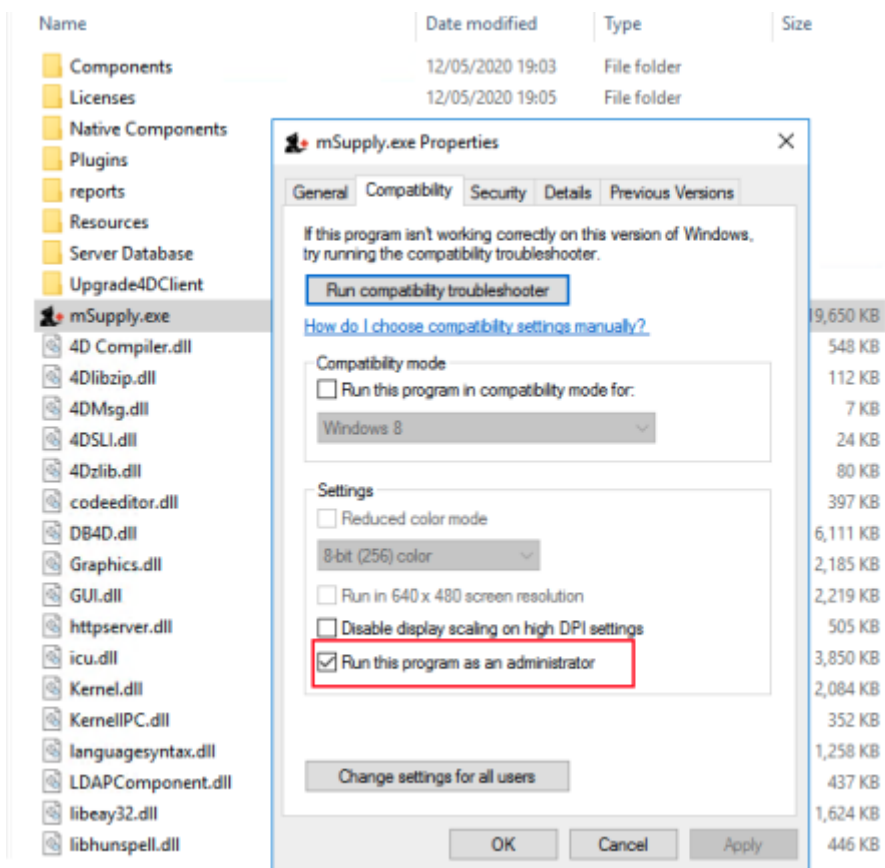 Name Date modified Type Size
Components 12/05/2020 19:03 File folder
Licenses 12/05/2020 19:05 File folder
Native Components
Plugins
reports
Resources
Server Database
Upgrade4DClient
mSupply.exe 19,650 KB
4D Compiler.dll 548 KB
4Dlibzip.dll 112 KB
4DMsg.dll 7 KB
4DSLI.dll 24 KB
4Dzlib.dll 80 KB
codeeditor.dll 397 KB
DB4D.dll 6,111 KB
Graphics.dll 2,185 KB
GUI.dll 2,219 KB
httpserver.dll 505 KB
icu.dll 3,850 KB
Kernel.dll 2,084 KB
KernelIPC.dll 352 KB
languagesyntax.dll 1,258 KB
LDAPComponent.dll 437 KB
libeay32.dll 1,624 KB
libhunspell.dll 446 KB
mSupply.exe Properties
General Compatibility Security Details Previous Versions
If this program isn't working correctly on this version of Windows,
try running the compatibility troubleshooter.
Run compatibility troubleshooter
How do I choose compatibility settings manually?
Compatibility mode
Run this program in compatibility mode for:
Windows 8
Settings
Reduced color mode
8-bit (256) color
Run in 640 x 480 screen resolution
Disable display scaling on high DPI settings
Run this program as an administrator
Change settings for all users
OK Cancel Apply